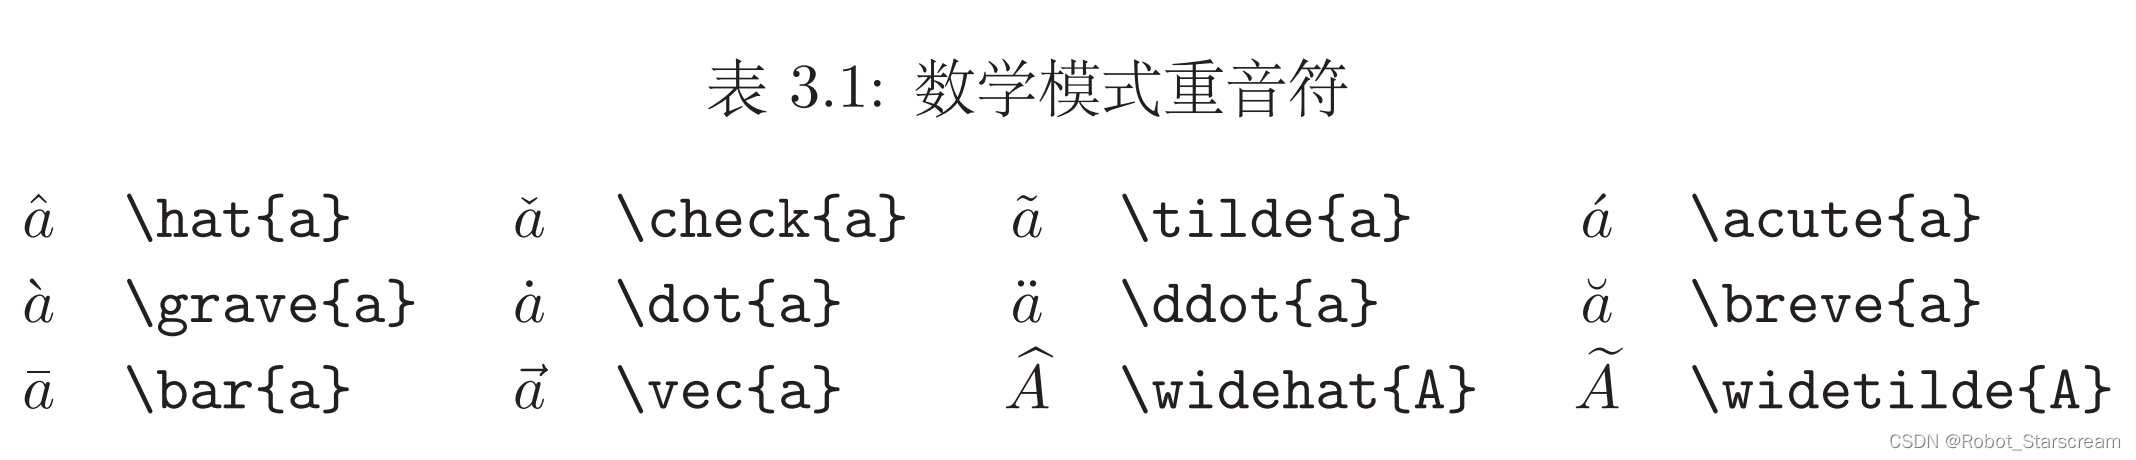 表 3.1: 数学模式重音符
â \hat{a} ǎ \check{a} ã \tilde{a} á \acute{a}
à \grave{a} ȧ \dot{a} ä \ddot{a} ă \breve{a}
ā \bar{a} a⃗ \vec{a} Â \widehat{A} Ã \widetilde{A}
CSDN @Robot_Starscream